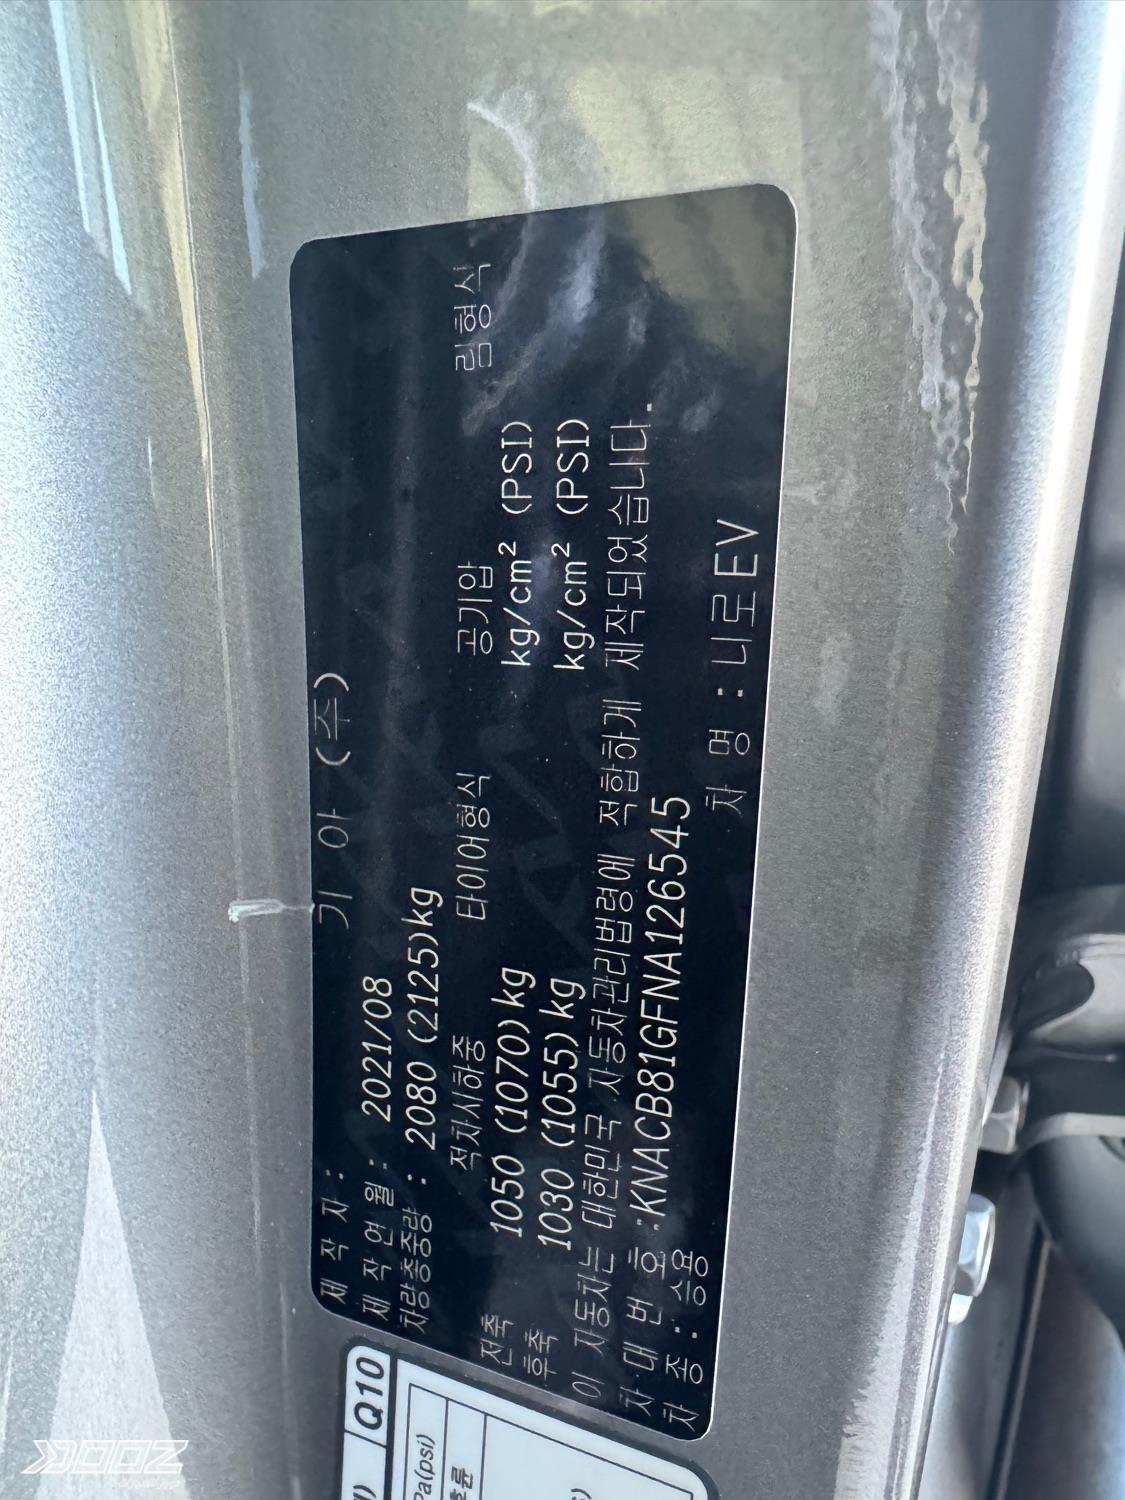 제 작 자 : 기 아 (주)
제 작 연 월 : 2021/08
차량총중량 : 2080 (2125)kg
적차시하중 타이어형식 공기압 림형식
전축 1050 (1070)kg kg/cm² (PSI)
후축 1030 (1055)kg kg/cm² (PSI)
이 자동차는 대한민국 자동차관리법령에 적합하게 제작되었습니다.
차 대 번 호 : KNACB81GFNA126545
차 종 : 승용 차 명 : 니로EV
Q10
Pa(psi)